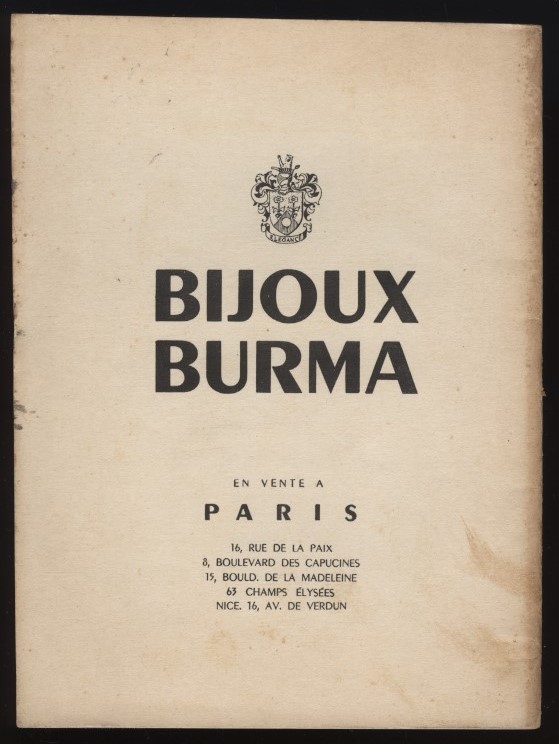 ELEGANCE
BIJOUX
BURMA
EN VENTE A
PARIS
16, RUE DE LA PAIX
8, BOULEVARD DES CAPUCINES
15, BOULD. DE LA MADELEINE
63 CHAMPS ÉLYSÉES
NICE. 16, AV. DE VERDUN